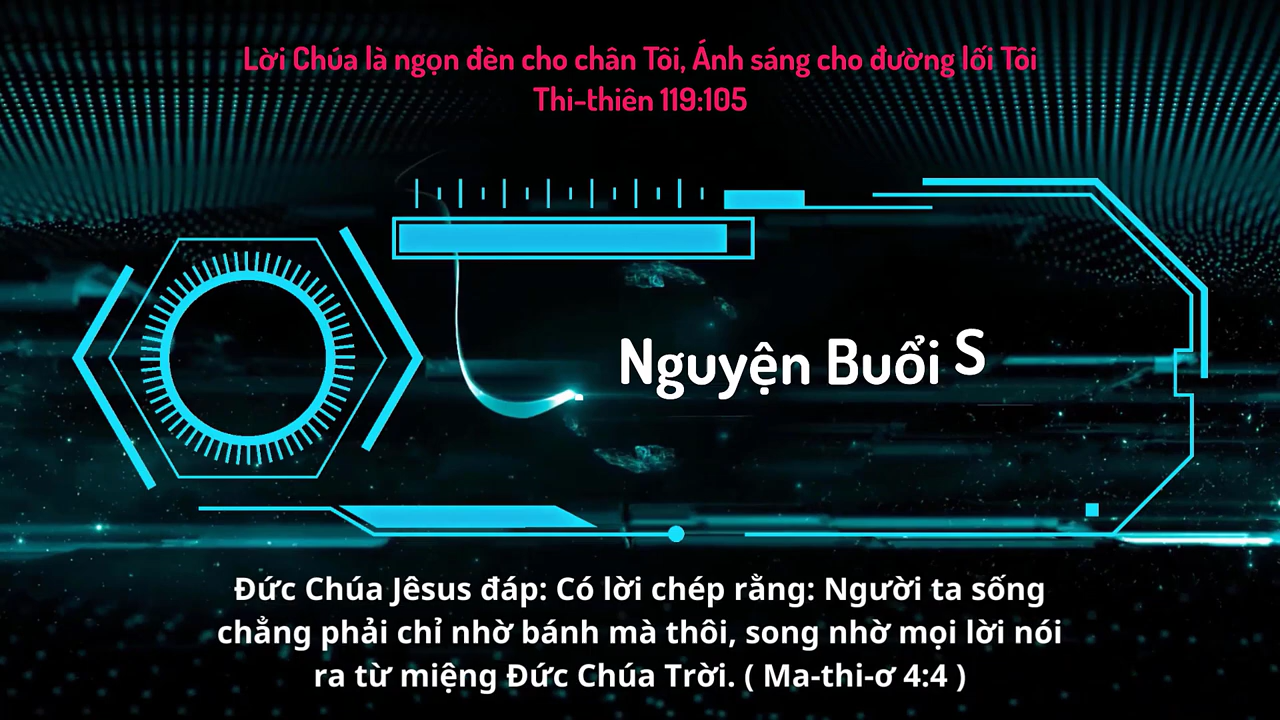 Lời Chúa là ngọn đèn cho chân Tôi, Ánh sáng cho đường lối Tôi
Thi-thiên 119:105
Nguyện Buổi S
Đức Chúa Jêsus đáp: Có lời chép rằng: Người ta sống
chẳng phải chỉ nhờ bánh mà thôi, song nhờ mọi lời nói
ra từ miệng Đức Chúa Trời. ( Ma-thi-ơ 4:4 )